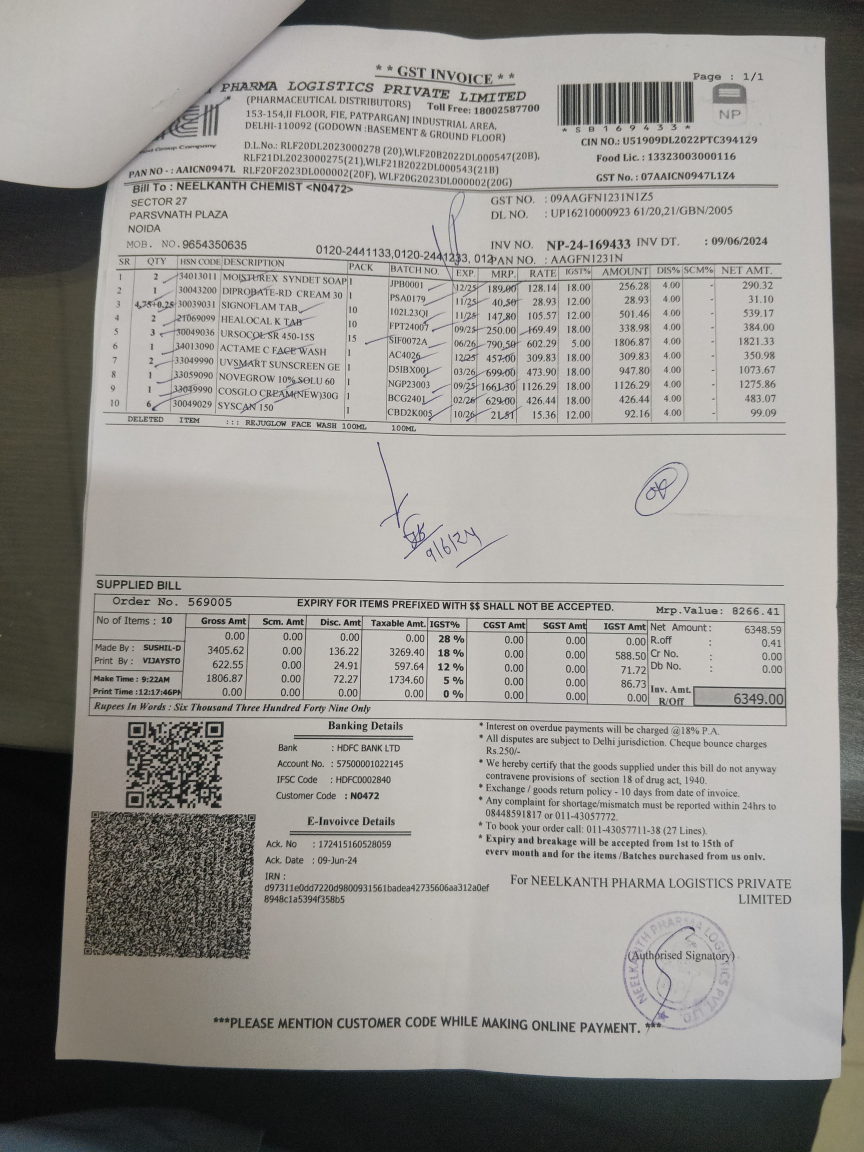 ** GST INVOICE **
Page : 1/1
PHARMA LOGISTICS PRIVATE LIMITED
(PHARMACEUTICAL DISTRIBUTORS) Toll Free: 18002587700
153-154,II FLOOR, FIE, PATPARGANJ INDUSTRIAL AREA,
DELHI-110092 (GODOWN :BASEMENT & GROUND FLOOR)
*SB169433*
NP
CIN NO.: U51909DL2022PTC394129
Food Lic.: 13323003000116
GST No.: 07AAICN0947L1Z4
D.L.No.: RLF20DL2023000278 (20),WLF20B2022DL000547(20B),
RLF21DL2023000275(21),WLF21B2022DL000543(21B)
PAN NO - : AAICN0947L RLF20F2023DL000002(20F), WLF20G2023DL000002(20G)
Bill To : NEELKANTH CHEMIST <N0472>
SECTOR 27
PARSVNATH PLAZA
NOIDA
MOB. NO.9654350635
0120-2441133,0120-2441233, 012
GST NO. : 09AAGFN1231N1Z5
DL NO. : UP16210000923 61/20,21/GBN/2005
INV NO. NP-24-169433 INV DT. : 09/06/2024
PAN NO. : AAGFN1231N
SR QTY HSN CODE DESCRIPTION PACK BATCH NO. EXP. MRP. RATE IGST% AMOUNT DIS% SCM% NET AMT.
1 2 34013011 MOISTUREX SYNDET SOAP 1 JPB0001 12/25 189.00 128.14 18.00 256.28 4.00 - 290.32
2 1 30043200 DIPROBATE-RD CREAM 30 1 PSA0179 11/25 40.50 28.93 12.00 28.93 4.00 - 31.10
3 4.75+0.25 30039031 SIGNOFLAM TAB 10 102L23QI 11/25 147.80 105.57 12.00 501.46 4.00 - 539.17
4 2 21069099 HEALOCAL K TAB 10 FPT24007 09/25 250.00 169.49 18.00 338.98 4.00 - 384.00
5 3 30049036 URSOCOL SR 450-15S 15 SIF0072A 06/26 790.50 602.29 5.00 1806.87 4.00 - 1821.33
6 1 34013090 ACTAME C FACE WASH 1 AC4026 12/25 457.00 309.83 18.00 309.83 4.00 - 350.98
7 2 33049990 UVSMART SUNSCREEN GE 1 D5IBX001 03/26 699.00 473.90 18.00 947.80 4.00 - 1073.67
8 1 33059090 NOVEGROW 10% SOLU 60 1 NGP23003 09/25 1661.30 1126.29 18.00 1126.29 4.00 - 1275.86
9 1 33049990 COSGLO CREAM(NEW)30G 1 BCG2401 02/26 629.00 426.44 18.00 426.44 4.00 - 483.07
10 6 30049029 SYSCAN 150 1 CBD2K005 10/26 21.51 15.36 12.00 92.16 4.00 - 99.09
DELETED ITEM ::: REJUGLOW FACE WASH 100ML 100ML
9/6/24
SUPPLIED BILL
Order No. 569005 EXPIRY FOR ITEMS PREFIXED WITH $$ SHALL NOT BE ACCEPTED. Mrp.Value: 8266.41
No of Items : 10 Gross Amt Scm. Amt Disc. Amt Taxable Amt. IGST% CGST Amt SGST Amt IGST Amt
0.00 0.00 0.00 0.00 28 % 0.00 0.00 0.00
Made By : SUSHIL-D 3405.62 0.00 136.22 3269.40 18 % 0.00 0.00 588.50
Print By : VIJAYSTO 622.55 0.00 24.91 597.64 12 % 0.00 0.00 71.72
Make Time : 9:22AM 1806.87 0.00 72.27 1734.60 5 % 0.00 0.00 86.73
Print Time :12:17:46PM 0.00 0.00 0.00 0.00 0 % 0.00 0.00 0.00
Net Amount : 6348.59
R.off : 0.41
Cr No. : 0.00
Db No. : 0.00
Inv. Amt. R/Off 6349.00
Rupees In Words : Six Thousand Three Hundred Forty Nine Only
Banking Details
Bank : HDFC BANK LTD
Account No. : 57500001022145
IFSC Code : HDFC0002840
Customer Code : N0472
E-Invoivce Details
Ack. No : 172415160528059
Ack. Date : 09-Jun-24
IRN :
d97311e0dd7220d9800931561badea42735606aa312a0ef
8948c1a5394f358b5
* Interest on overdue payments will be charged @18% P.A.
* All disputes are subject to Delhi jurisdiction. Cheque bounce charges
Rs.250/-
* We hereby certify that the goods supplied under this bill do not anyway
contravene provisions of section 18 of drug act, 1940.
* Exchange / goods return policy - 10 days from date of invoice.
* Any complaint for shortage/mismatch must be reported within 24hrs to
08448591817 or 011-43057772.
* To book your order call: 011-43057711-38 (27 Lines).
* Expiry and breakage will be accepted from 1st to 15th of
every month and for the items /Batches purchased from us only.
For NEELKANTH PHARMA LOGISTICS PRIVATE
LIMITED
NEELKANTH PHARMA LOGISTICS PVT. LTD
(Authorised Signatory)
***PLEASE MENTION CUSTOMER CODE WHILE MAKING ONLINE PAYMENT. ***